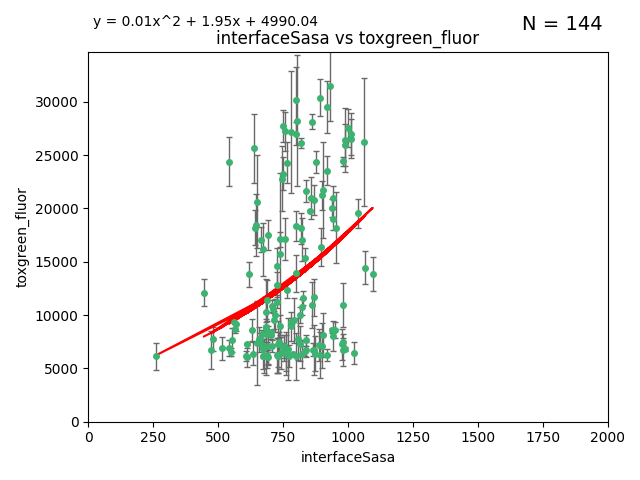 y = 0.01x^2 + 1.95x + 4990.04
N = 144
interfaceSasa vs toxgreen_fluor
toxgreen_fluor
30000
25000
20000
15000
10000
5000
0
0 250 500 750 1000 1250 1500 1750 2000
interfaceSasa